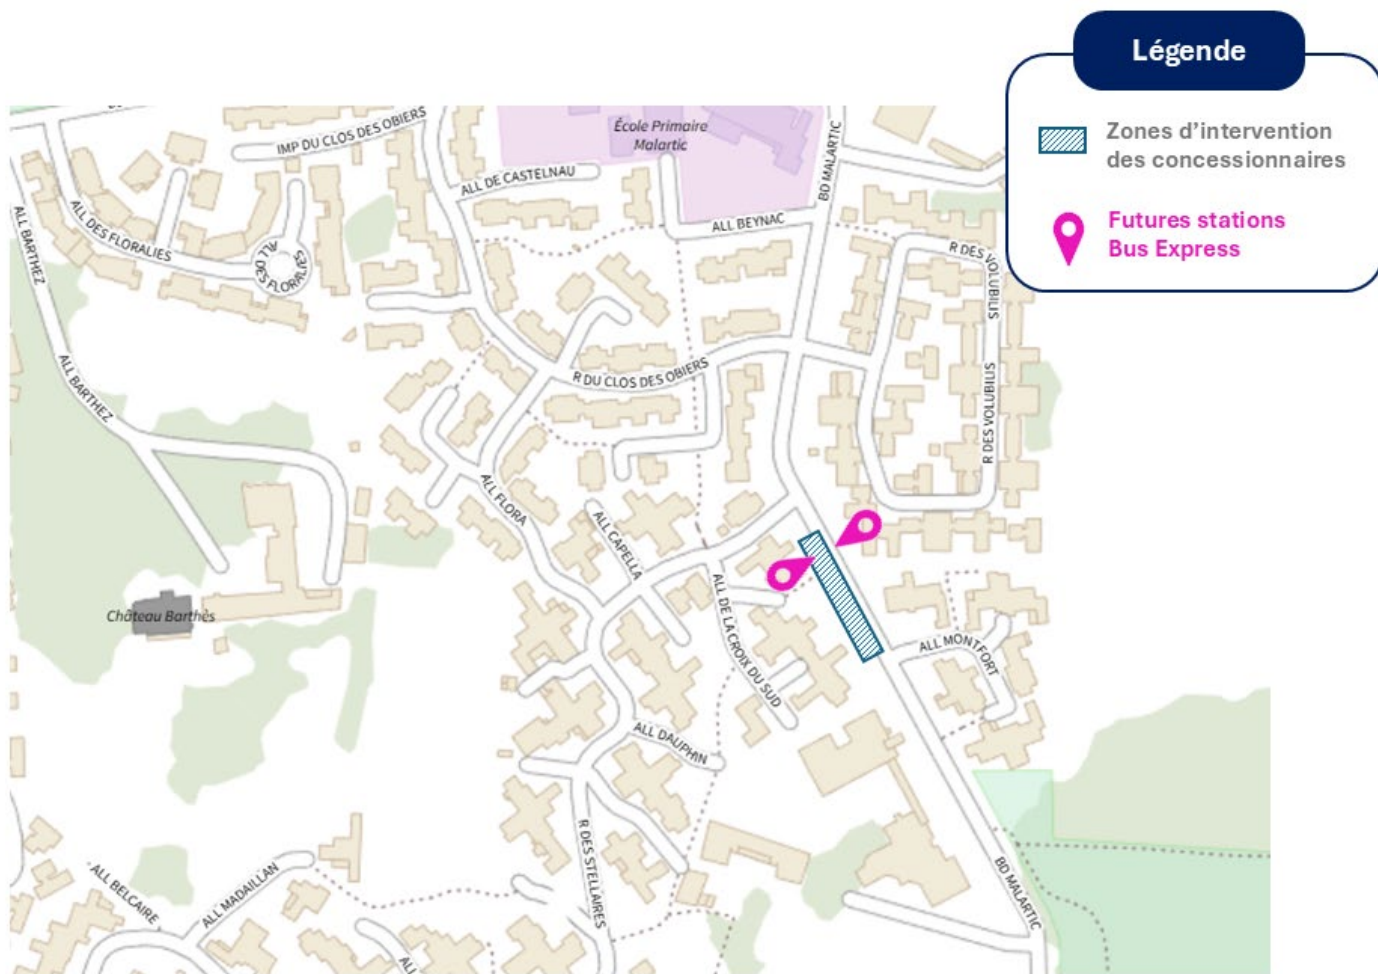 Légende
Zones d’intervention
des concessionnaires
Futures stations
Bus Express
IMP DU CLOS DES OBIERS
École Primaire
Malartic
BD MALARTIC
ALL DE CASTELNAU
ALL BEYNAC
ALL BARTHEZ
ALL DES FLORALIES
ALL DES FLORALIES
R DES VOLUBILIS
ALL BARTHEZ
R DU CLOS DES OBIERS
R DES VOLUBILIS
ALL FLORA
ALL CAPELLA
Château Barthès
ALL DE LA CROIX DU SUD
ALL MONTFORT
ALL DAUPHIN
R DES STELLAIRES
ALL BELCAIRE
ALL MADAILLAN
BD MALARTIC
ALL